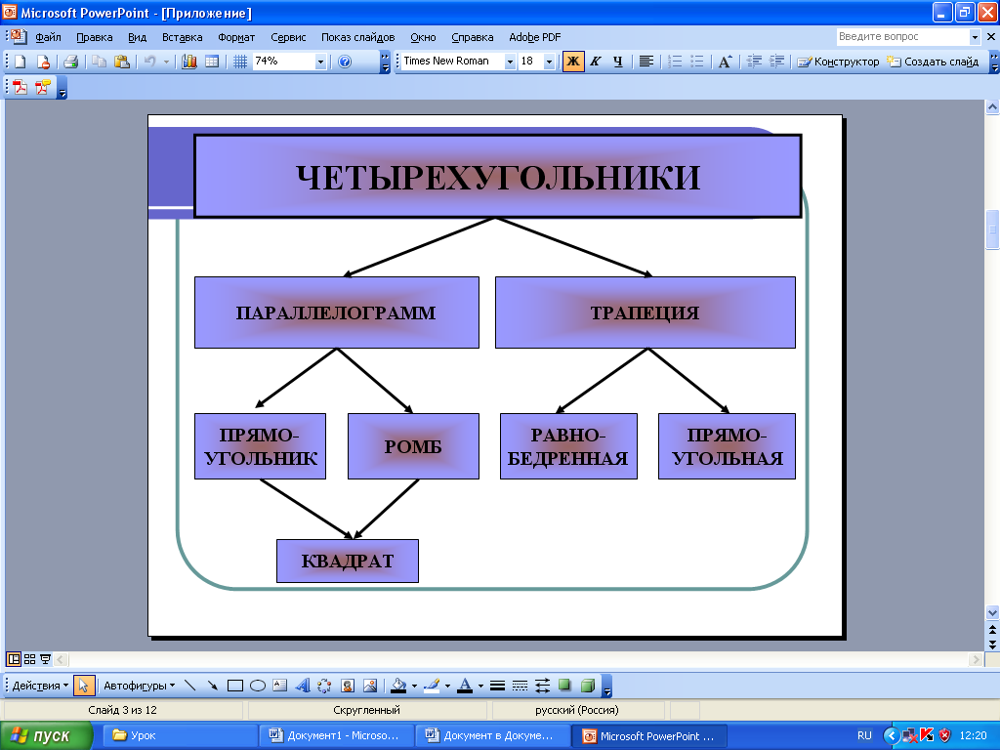 Microsoft PowerPoint - [Приложение]
Файл Правка Вид Вставка Формат Сервис Показ слайдов Окно Справка Adobe PDF Введите вопрос
74% Times New Roman 18 Ж К Ч Конструктор Создать слайд
ЧЕТЫРЕХУГОЛЬНИКИ
ПАРАЛЛЕЛОГРАММ ТРАПЕЦИЯ
ПРЯМО-
УГОЛЬНИК
РОМБ
РАВНО-
БЕДРЕННАЯ
ПРЯМО-
УГОЛЬНАЯ
КВАДРАТ
Действия Автофигуры
Слайд 3 из 12 Скругленный русский (Россия)
пуск Урок Документ1 - Microso... Документ в Докуме... Microsoft PowerPoint ... RU 12:20